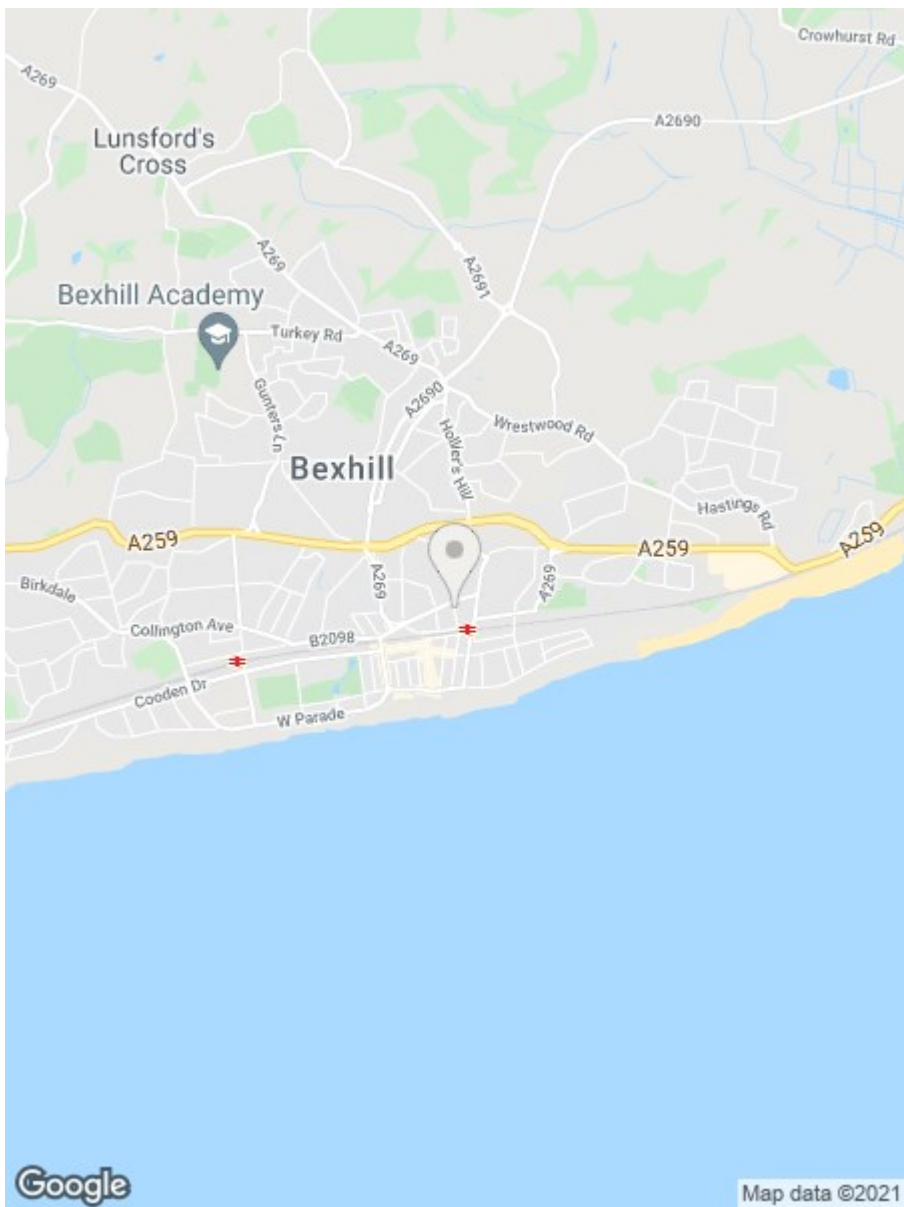 Crowhurst Rd
A269
A2690
Lunsford's
Cross
A269
A2691
Bexhill Academy
Turkey Rd
A269
A2690
Gunters Ln
Wrestwood Rd
Holliers Hill
Bexhill
Hastings Rd
A259
A259
A259
A269
A269
Birkdale
Collington Ave
B2098
Cooden Dr
W Parade
Google
Map data ©2021